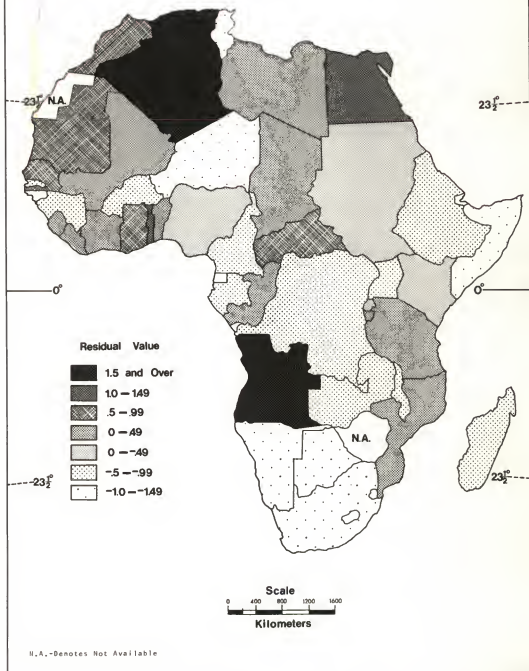 N.A.
23½°
23½°
0°
0°
Residual Value
1.5 and Over
1.0 – 1.49
.5 – .99
0 – .49
0 – -.49
-.5 – -.99
-1.0 – -1.49
N.A.
-23½°
23½°
Scale
0 400 800 1200 1600
Kilometers
N.A.-Denotes Not Available